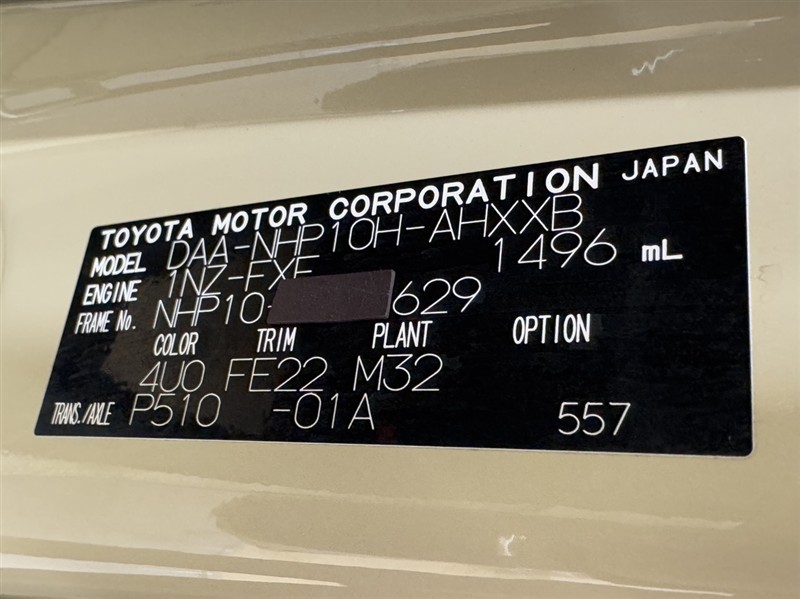 TOYOTA MOTOR CORPORATION JAPAN
MODEL DAA-NHP10H-AHXXB
ENGINE 1NZ-FXE 1496 mL
FRAME No. NHP10- 629
COLOR TRIM PLANT OPTION
4U0 FE22 M32
TRANS./AXLE P510 -01A 557